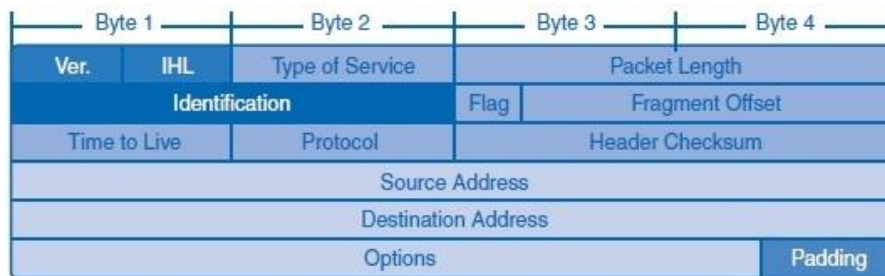 Byte 1 Byte 2 Byte 3 Byte 4
Ver. IHL Type of Service Packet Length
Identification Flag Fragment Offset
Time to Live Protocol Header Checksum
Source Address
Destination Address
Options Padding